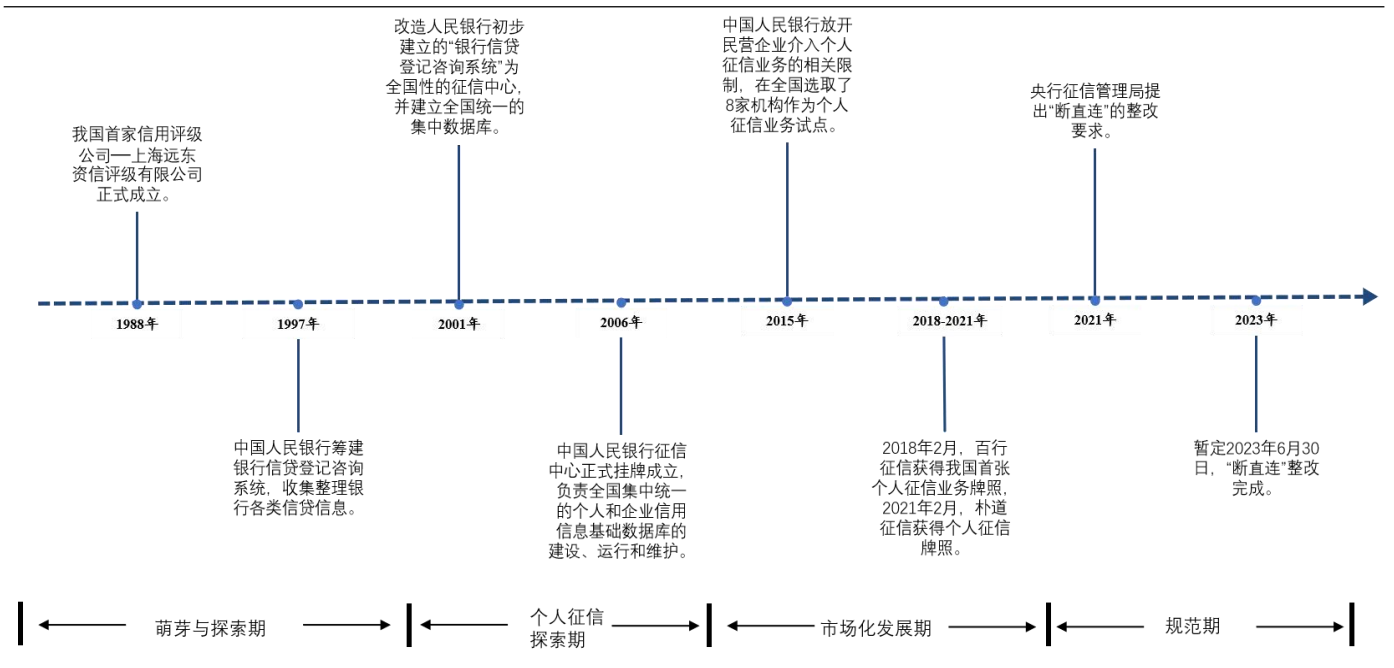 改造人民银行初步
建立的“银行信贷
登记咨询系统”为
全国性的征信中心，
并建立全国统一的
集中数据库。
中国人民银行放开
民营企业介入个人
征信业务的相关限
制，在全国选取了
8家机构作为个人
征信业务试点。
央行征信管理局提
出“断直连”的整改
要求。
我国首家信用评级
公司—上海远东
资信评级有限公司
正式成立。
1988年
1997年
2001年
2006年
2015年
2018-2021年
2021年
2023年
中国人民银行筹建
银行信贷登记咨询
系统，收集整理银
行各类信贷信息。
中国人民银行征信
中心正式挂牌成立，
负责全国集中统一
的个人和企业信用
信息基础数据库的
建设、运行和维护。
2018年2月，百行
征信获得我国首张
个人征信业务牌照，
2021年2月，朴道
征信获得个人征信
牌照。
暂定2023年6月30
日，“断直连”整改
完成。
萌芽与探索期
个人征信
探索期
市场化发展期
规范期